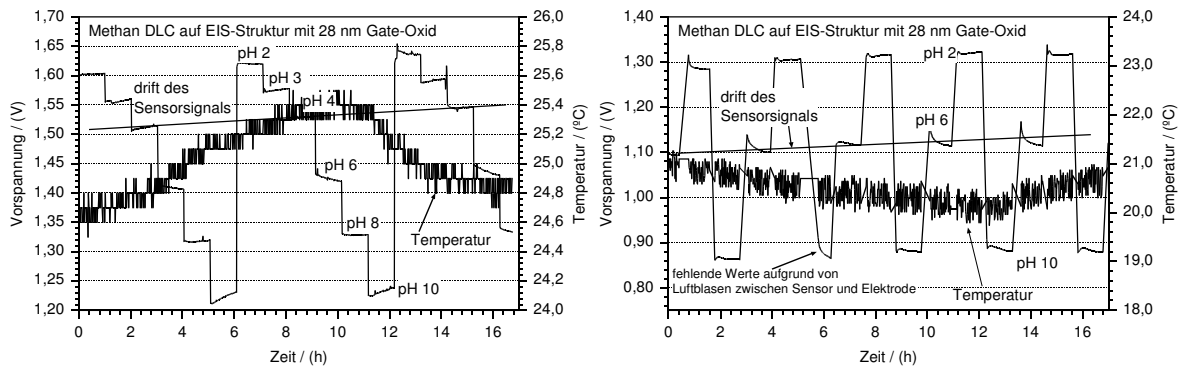 Methan DLC auf EIS-Struktur mit 28 nm Gate-Oxid
1,70
1,65
1,60
1,55
1,50
1,45
1,40
1,35
1,30
1,25
1,20
Vorspannung / (V)
pH 2
pH 3
drift des
Sensorsignals
pH 4
pH 6
pH 8
Temperatur
pH 10
26,0
25,8
25,6
25,4
25,2
25,0
24,8
24,6
24,4
24,2
24,0
Temperatur / (ºC)
0 2 4 6 8 10 12 14 16
Zeit / (h)
Methan DLC auf EIS-Struktur mit 28 nm Gate-Oxid
1,40
1,30
1,20
1,10
1,00
0,90
0,80
Vorspannung / (V)
pH 2
drift des
Sensorsignals
pH 6
pH 10
fehlende Werte aufgrund von
Luftblasen zwischen Sensor und Elektrode
Temperatur
24,0
23,0
22,0
21,0
20,0
19,0
18,0
Temperatur / (ºC)
0 2 4 6 8 10 12 14 16
Zeit / (h)